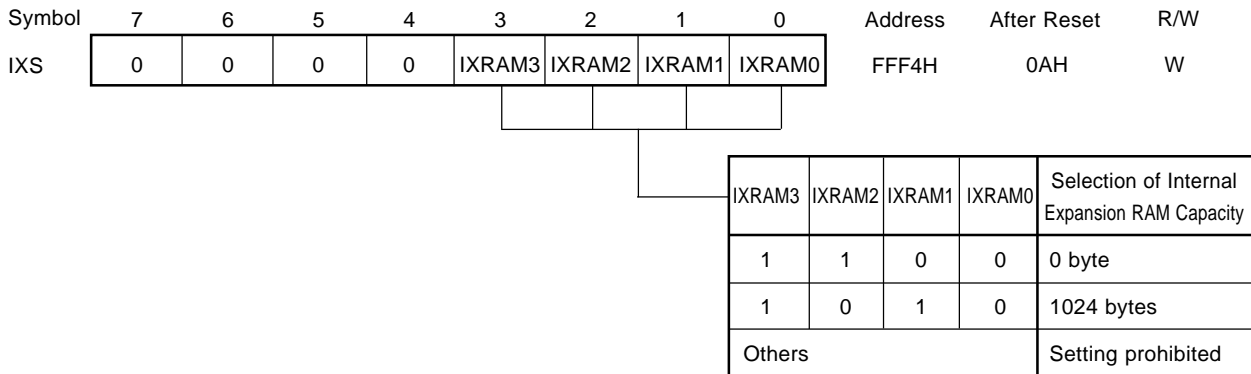 Symbol 7 6 5 4 3 2 1 0 Address After Reset R/W
IXS 0 0 0 0 IXRAM3 IXRAM2 IXRAM1 IXRAM0 FFF4H 0AH W
IXRAM3 IXRAM2 IXRAM1 IXRAM0 Selection of Internal
Expansion RAM Capacity
1 1 0 0 0 byte
1 0 1 0 1024 bytes
Others Setting prohibited